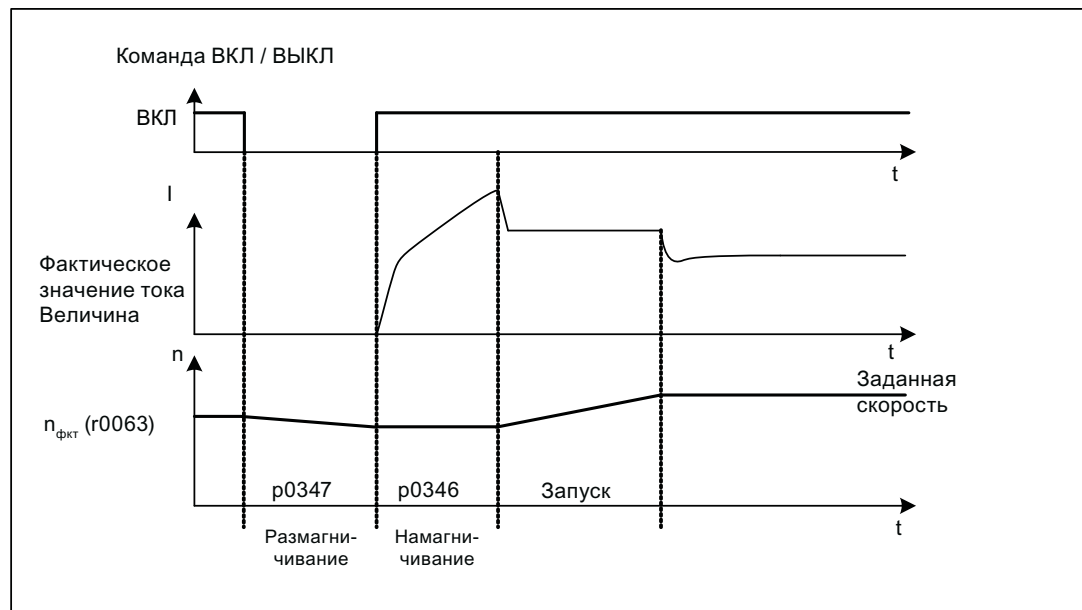 Команда ВКЛ / ВЫКЛ
ВКЛ
t
I
Фактическое
значение тока
Величина
t
n
Заданная
скорость
nфкт (r0063)
p0347
p0346
Запуск
t
Размагни-
чивание
Намагни-
чивание